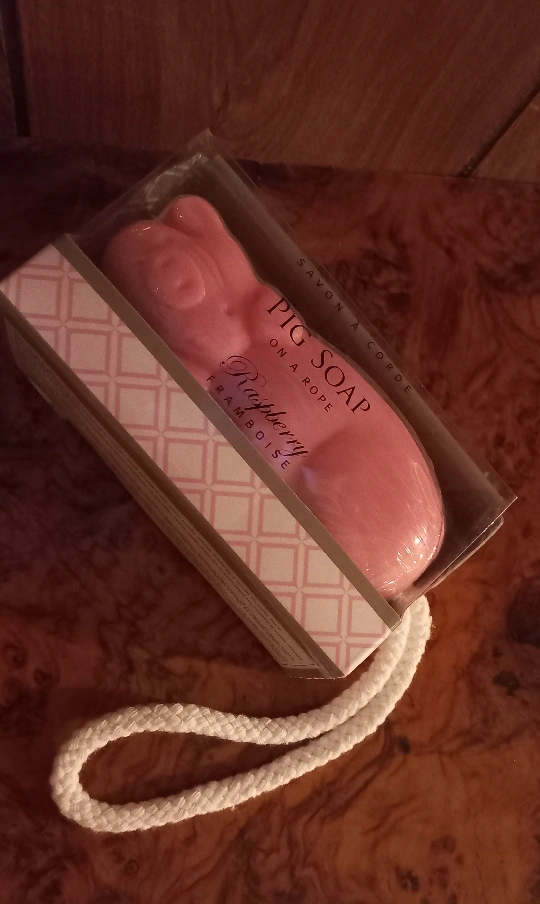 SAVON À CORDE
PIG SOAP
ON A ROPE
Raspberry
FRAMBOISE